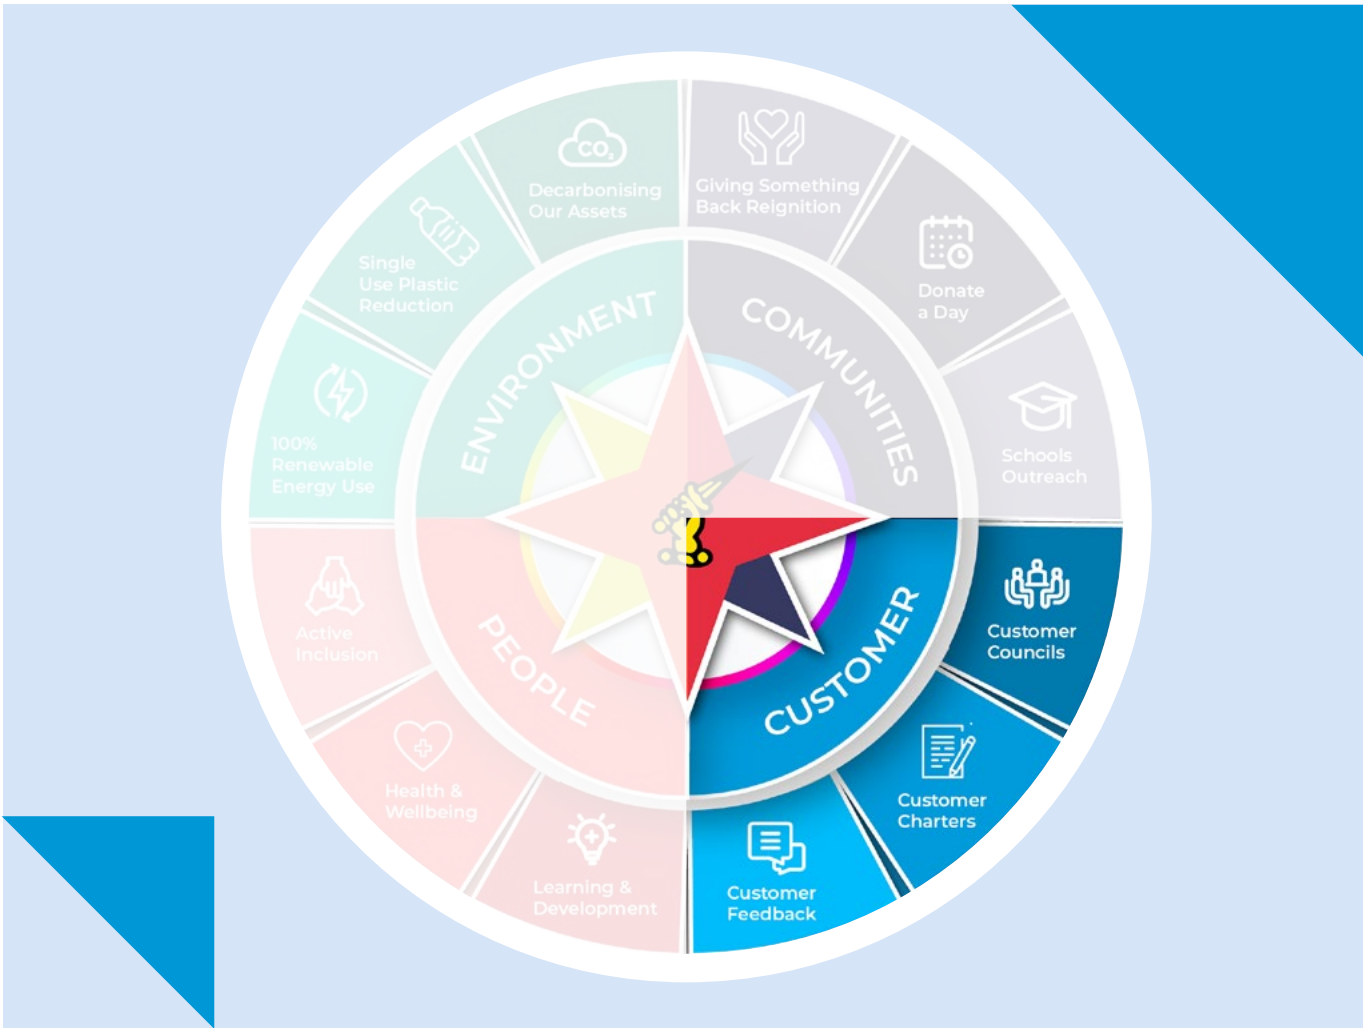 CO₂
Decarbonising
Our Assets
Giving Something
Back Reignition
Single
Use Plastic
Reduction
Donate
a Day
ENVIRONMENT
COMMUNITIES
100%
Renewable
Energy Use
Schools
Outreach
Active
Inclusion
Customer
Councils
PEOPLE
CUSTOMER
Health &
Wellbeing
Customer
Charters
Learning &
Development
Customer
Feedback